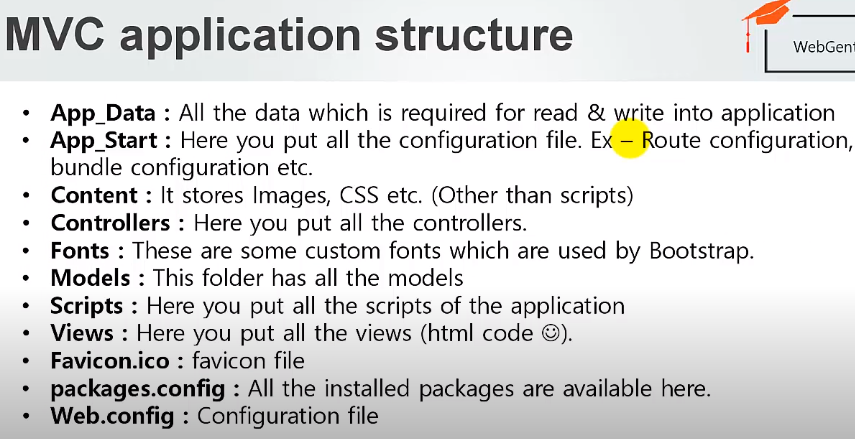 MVC application structure
WebGent
• App_Data : All the data which is required for read & write into application
• App_Start : Here you put all the configuration file. Ex – Route configuration,
bundle configuration etc.
• Content : It stores Images, CSS etc. (Other than scripts)
• Controllers : Here you put all the controllers.
• Fonts : These are some custom fonts which are used by Bootstrap.
• Models : This folder has all the models
• Scripts : Here you put all the scripts of the application
• Views : Here you put all the views (html code ☺).
• Favicon.ico : favicon file
• packages.config : All the installed packages are available here.
• Web.config : Configuration file